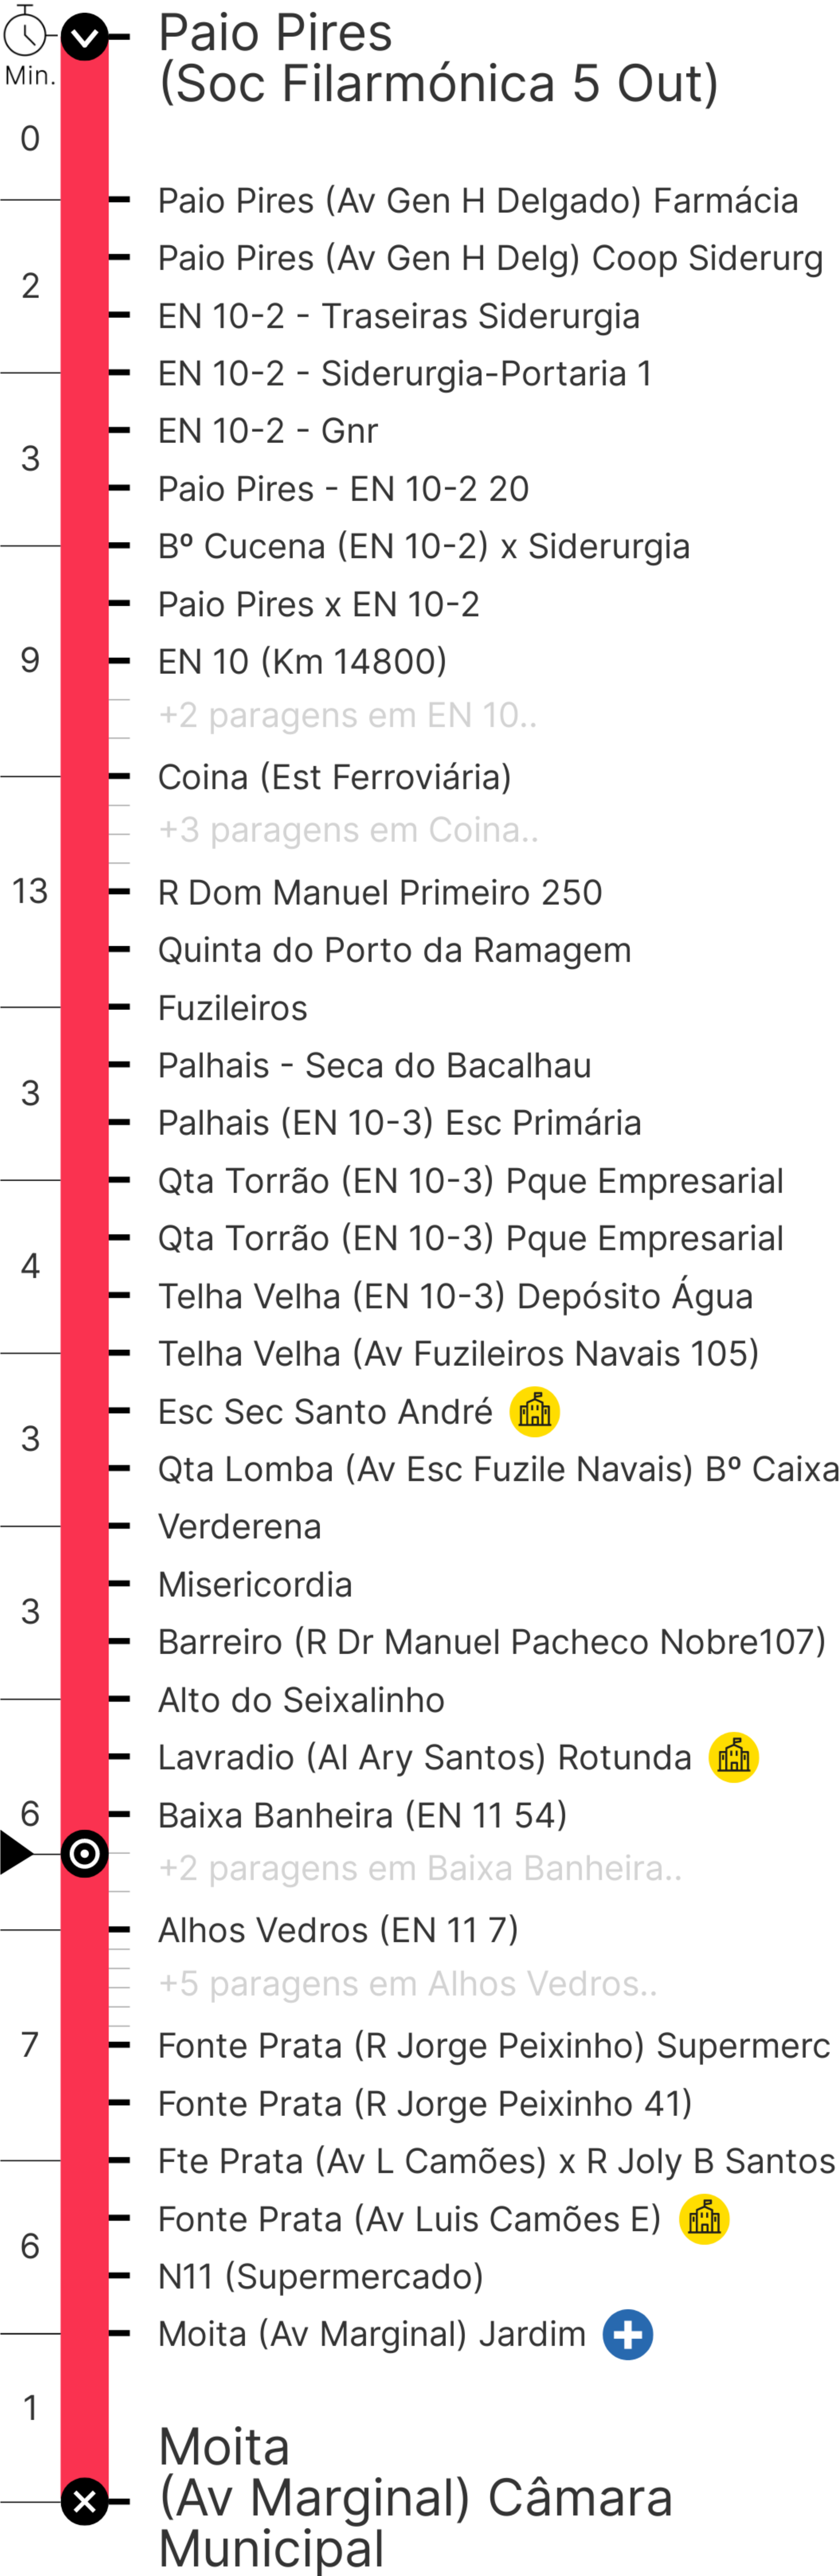 Paio Pires
(Soc Filarmónica 5 Out)
Min.
0
Paio Pires (Av Gen H Delgado) Farmácia
Paio Pires (Av Gen H Delg) Coop Siderurg
2
EN 10-2 - Traseiras Siderurgia
EN 10-2 - Siderurgia-Portaria 1
EN 10-2 - Gnr
3
Paio Pires - EN 10-2 20
Bº Cucena (EN 10-2) x Siderurgia
Paio Pires x EN 10-2
9
EN 10 (Km 14800)
+2 paragens em EN 10..
Coina (Est Ferroviária)
+3 paragens em Coina..
13
R Dom Manuel Primeiro 250
Quinta do Porto da Ramagem
Fuzileiros
Palhais - Seca do Bacalhau
3
Palhais (EN 10-3) Esc Primária
Qta Torrão (EN 10-3) Pque Empresarial
Qta Torrão (EN 10-3) Pque Empresarial
4
Telha Velha (EN 10-3) Depósito Água
Telha Velha (Av Fuzileiros Navais 105)
Esc Sec Santo André
3
Qta Lomba (Av Esc Fuzile Navais) Bº Caixa
Verderena
Misericordia
3
Barreiro (R Dr Manuel Pacheco Nobre107)
Alto do Seixalinho
Lavradio (Al Ary Santos) Rotunda
6
Baixa Banheira (EN 11 54)
+2 paragens em Baixa Banheira..
Alhos Vedros (EN 11 7)
+5 paragens em Alhos Vedros..
7
Fonte Prata (R Jorge Peixinho) Supermerc
Fonte Prata (R Jorge Peixinho 41)
Fte Prata (Av L Camões) x R Joly B Santos
Fonte Prata (Av Luis Camões E)
6
N11 (Supermercado)
Moita (Av Marginal) Jardim
1
Moita
(Av Marginal) Câmara
Municipal